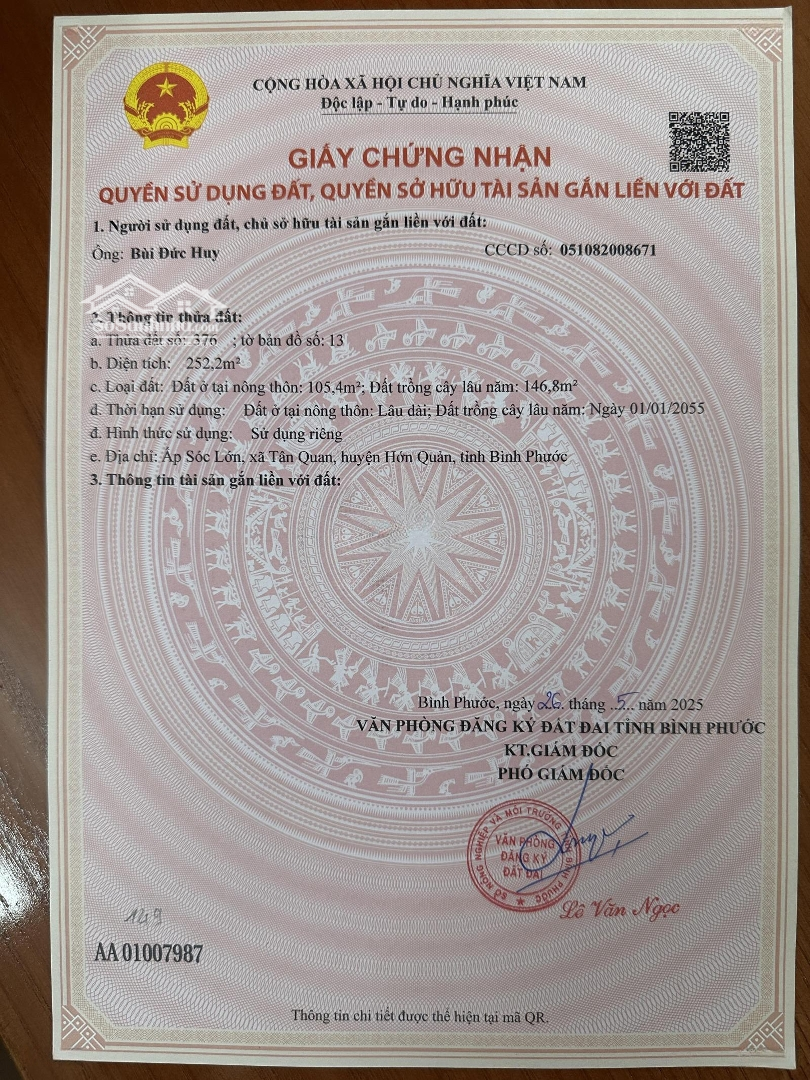 CỘNG HÒA XÃ HỘI CHỦ NGHĨA VIỆT NAM
Độc lập - Tự do - Hạnh phúc
GIẤY CHỨNG NHẬN
QUYỀN SỬ DỤNG ĐẤT, QUYỀN SỞ HỮU TÀI SẢN GẮN LIỀN VỚI ĐẤT
1. Người sử dụng đất, chủ sở hữu tài sản gắn liền với đất:
Ông: Bùi Đức Huy CCCD số: 051082008671
2. Thông tin thửa đất:
a. Thửa đất số: 376 ; tờ bản đồ số: 13
b. Diện tích: 252,2m²
c. Loại đất: Đất ở tại nông thôn: 105,4m²; Đất trồng cây lâu năm: 146,8m²
d. Thời hạn sử dụng: Đất ở tại nông thôn: Lâu dài; Đất trồng cây lâu năm: Ngày 01/01/2055
đ. Hình thức sử dụng: Sử dụng riêng
e. Địa chỉ: Ấp Sóc Lớn, xã Tân Quan, huyện Hớn Quản, tỉnh Bình Phước
3. Thông tin tài sản gắn liền với đất:
Bình Phước, ngày 26. tháng ..5.. năm 2025
VĂN PHÒNG ĐĂNG KÝ ĐẤT ĐAI TỈNH BÌNH PHƯỚC
KT.GIÁM ĐỐC
PHÓ GIÁM ĐỐC
SỞ NÔNG NGHIỆP VÀ MÔI TRƯỜNG TỈNH BÌNH PHƯỚC
VĂN PHÒNG
ĐĂNG KÝ
ĐẤT ĐAI
Lê Văn Ngọc
149
AA 01007987
Thông tin chi tiết được thể hiện tại mã QR.